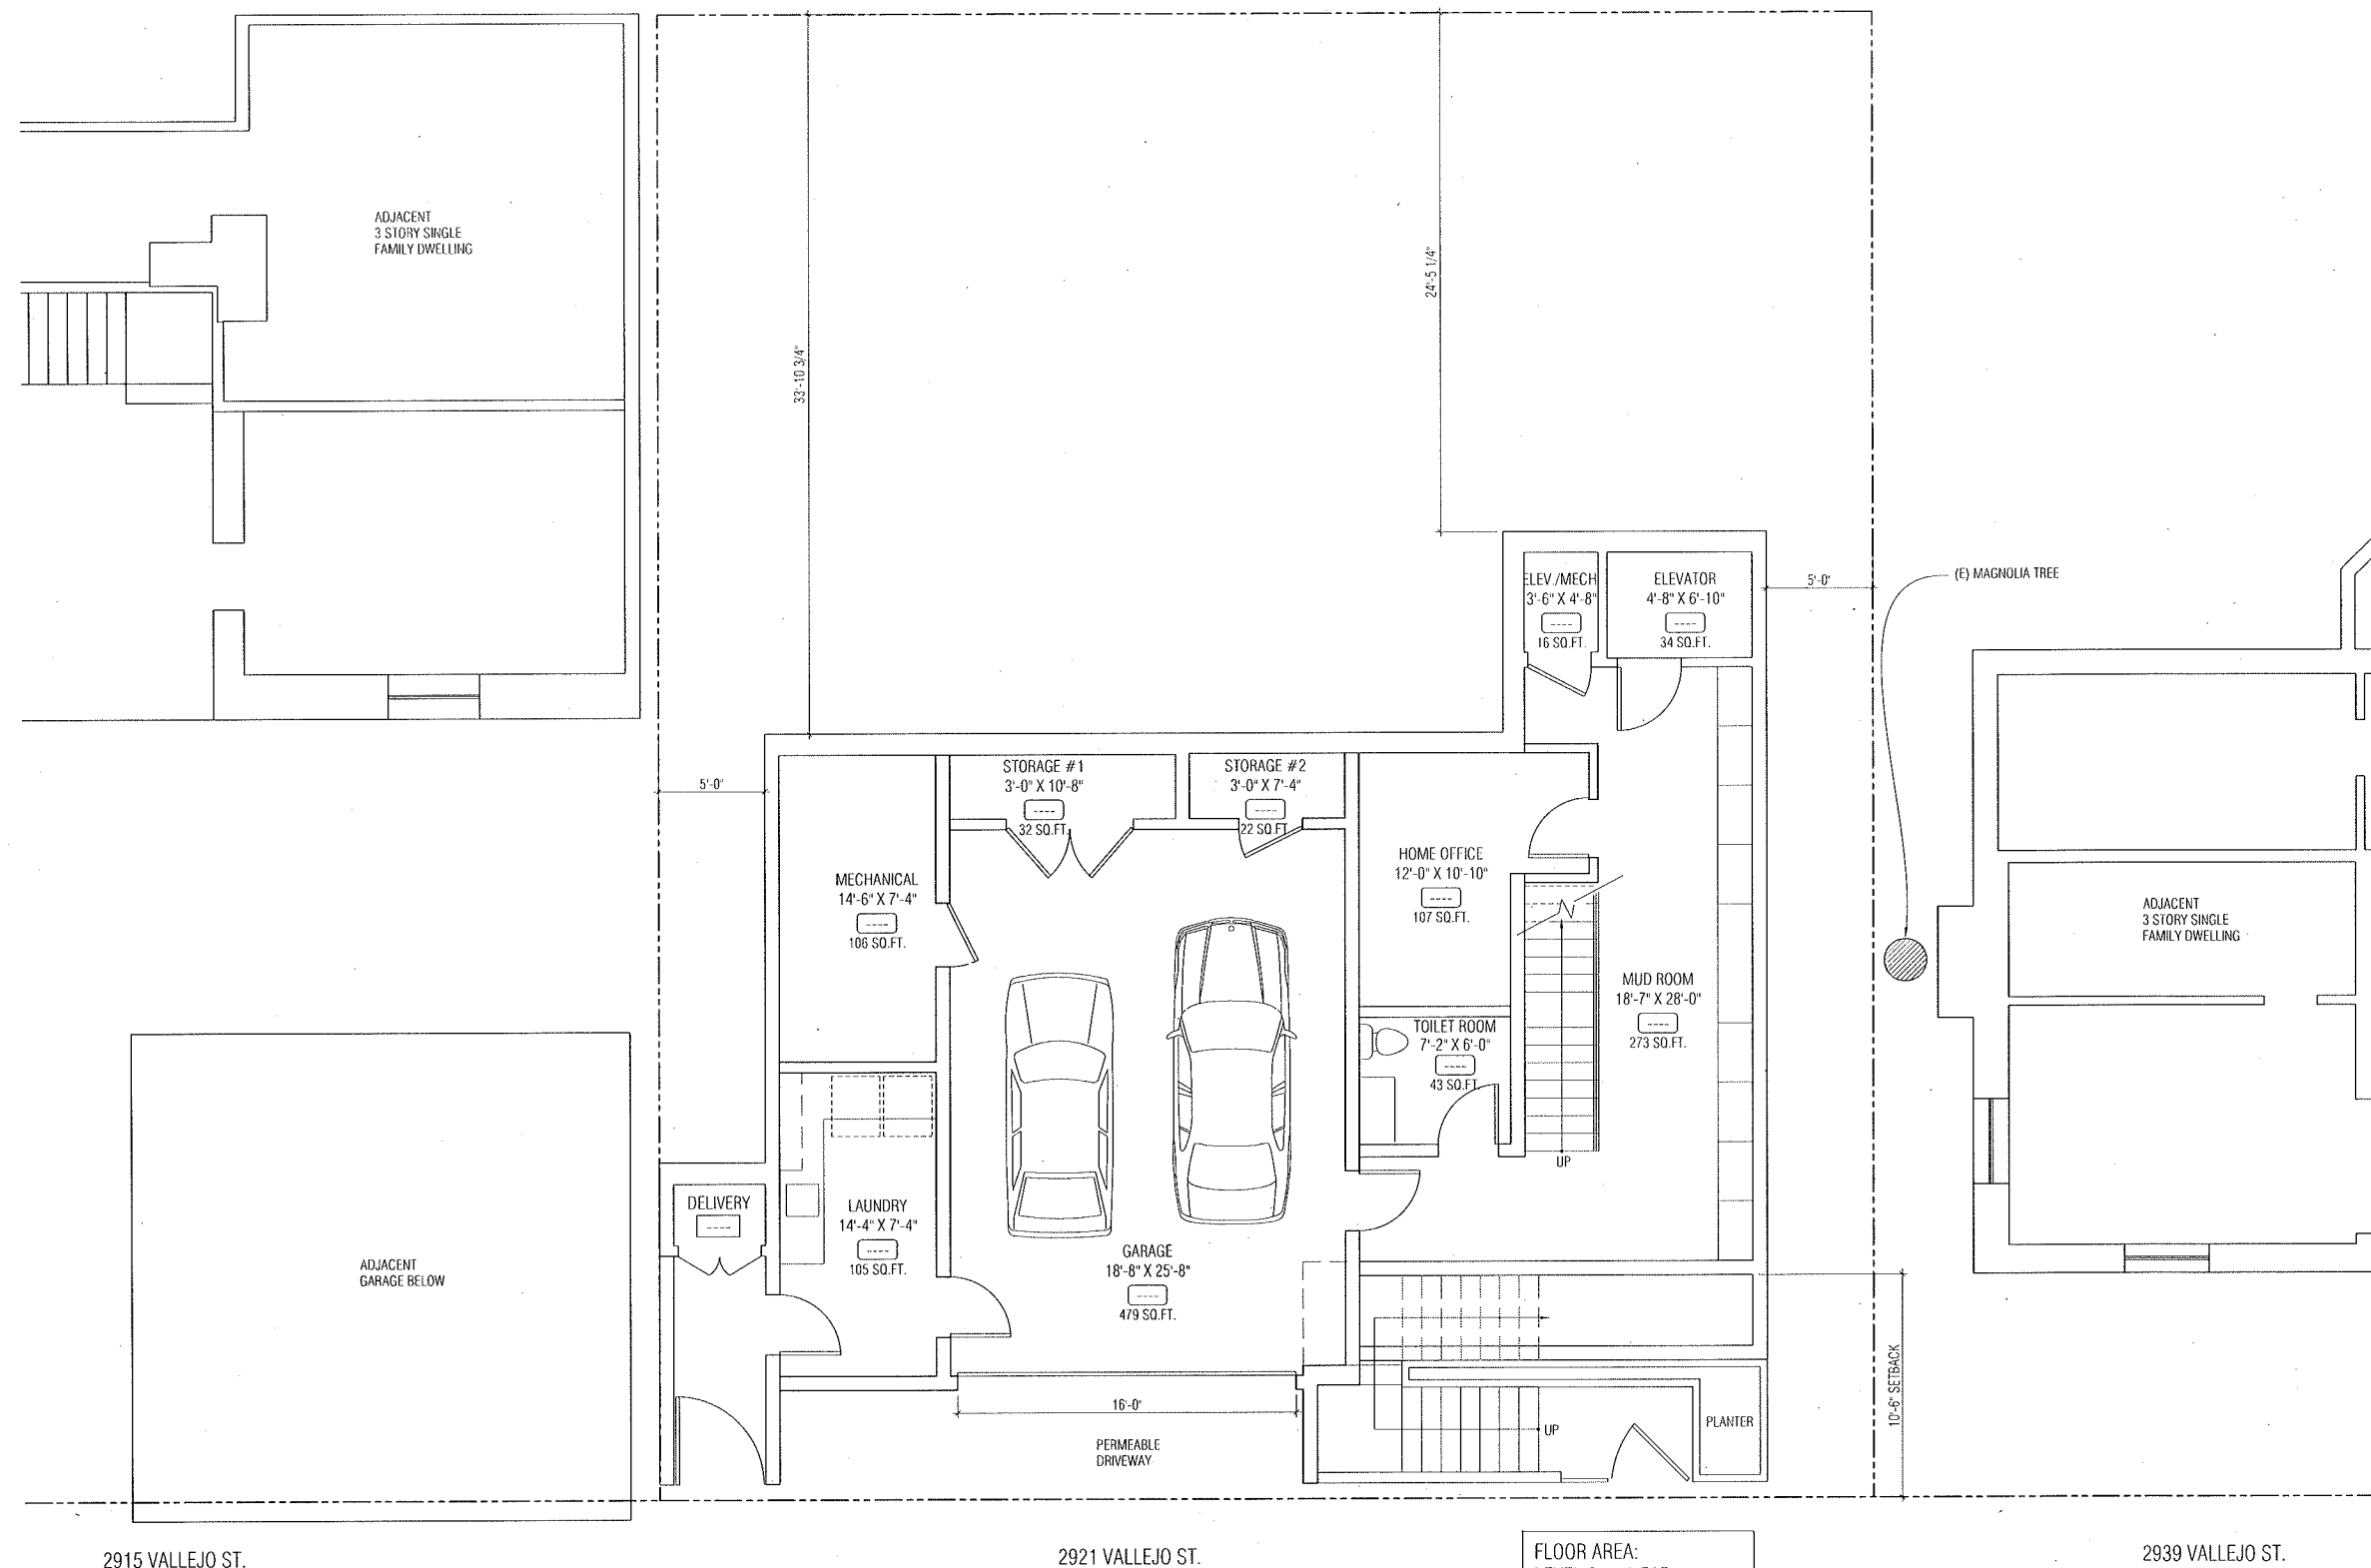 ADJACENT
3 STORY SINGLE
FAMILY DWELLING
33'-10 3/4"
24'-5 1/4"
ELEV./MECH
3'-6" X 4'-8"
----
16 SQ.FT.
ELEVATOR
4'-8" X 6'-10"
----
34 SQ.FT.
5'-0"
(E) MAGNOLIA TREE
5'-0"
STORAGE #1
3'-0" X 10'-8"
----
32 SQ.FT.
STORAGE #2
3'-0" X 7'-4"
----
22 SQ.FT.
MECHANICAL
14'-6" X 7'-4"
----
106 SQ.FT.
HOME OFFICE
12'-0" X 10'-10"
----
107 SQ.FT.
N
ADJACENT
3 STORY SINGLE
FAMILY DWELLING
MUD ROOM
18'-7" X 28'-0"
----
273 SQ.FT.
TOILET ROOM
7'-2" X 6'-0"
----
43 SQ.FT.
UP
DELIVERY
----
LAUNDRY
14'-4" X 7'-4"
----
105 SQ.FT.
GARAGE
18'-8" X 25'-8"
----
479 SQ.FT.
ADJACENT
GARAGE BELOW
10'-6" SETBACK
16'-0"
UP
PLANTER
PERMEABLE
DRIVEWAY
2915 VALLEJO ST.
2921 VALLEJO ST.
FLOOR AREA:
2939 VALLEJO ST.